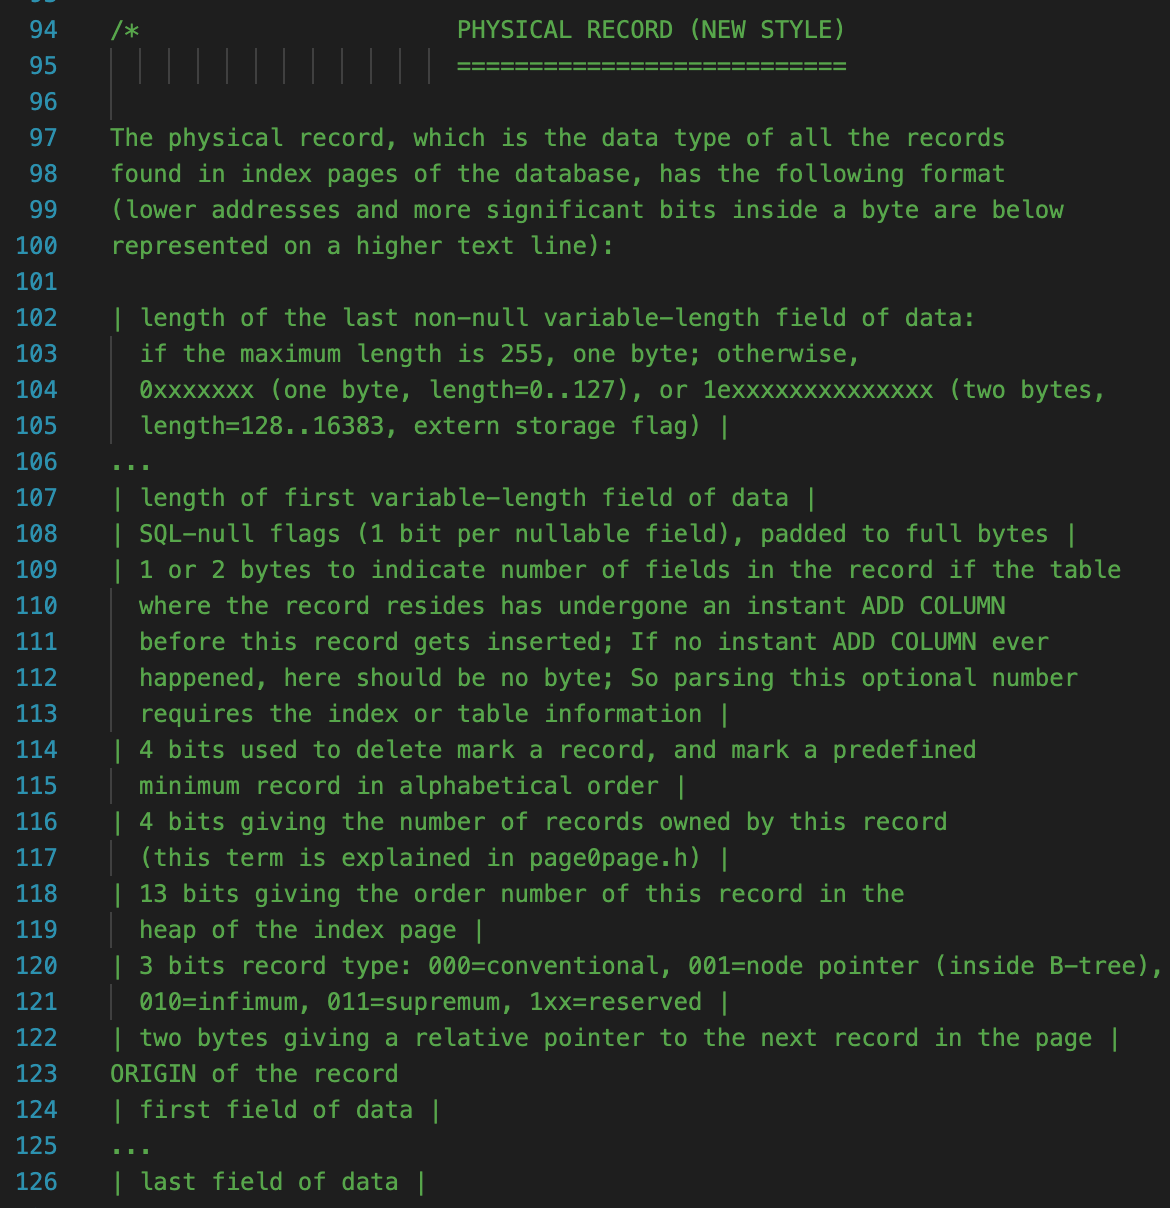 94 /* PHYSICAL RECORD (NEW STYLE)
95 ===========================
96
97 The physical record, which is the data type of all the records
98 found in index pages of the database, has the following format
99 (lower addresses and more significant bits inside a byte are below
100 represented on a higher text line):
101
102 | length of the last non-null variable-length field of data:
103 if the maximum length is 255, one byte; otherwise,
104 0xxxxxxx (one byte, length=0..127), or 1exxxxxxxxxxxxxx (two bytes,
105 length=128..16383, extern storage flag) |
106 ...
107 | length of first variable-length field of data |
108 | SQL-null flags (1 bit per nullable field), padded to full bytes |
109 | 1 or 2 bytes to indicate number of fields in the record if the table
110 where the record resides has undergone an instant ADD COLUMN
111 before this record gets inserted; If no instant ADD COLUMN ever
112 happened, here should be no byte; So parsing this optional number
113 requires the index or table information |
114 | 4 bits used to delete mark a record, and mark a predefined
115 minimum record in alphabetical order |
116 | 4 bits giving the number of records owned by this record
117 (this term is explained in page0page.h) |
118 | 13 bits giving the order number of this record in the
119 heap of the index page |
120 | 3 bits record type: 000=conventional, 001=node pointer (inside B-tree),
121 010=infimum, 011=supremum, 1xx=reserved |
122 | two bytes giving a relative pointer to the next record in the page |
123 ORIGIN of the record
124 | first field of data |
125 ...
126 | last field of data |